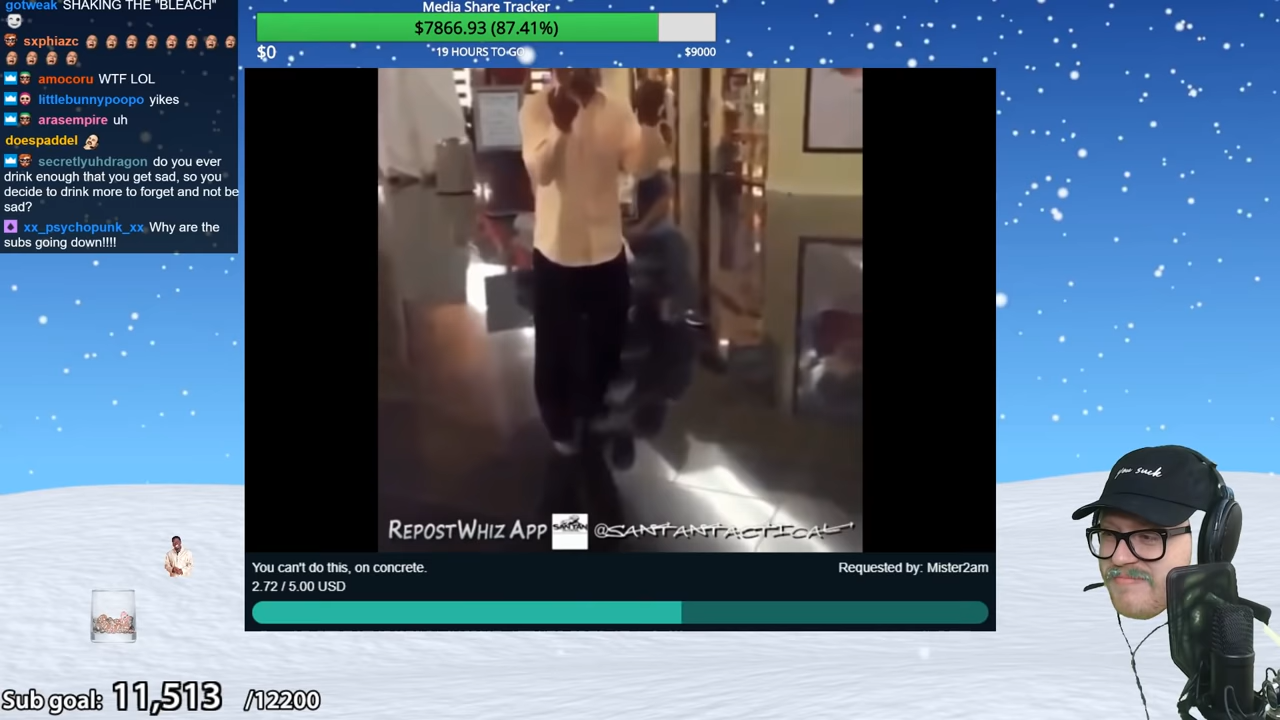 gotweak SHAKING THE "BLEACH"
sxphiazc
amocoru WTF LOL
littlebunnypoopo yikes
arasempire uh
doespaddel
secretlyuhdragon do you ever
drink enough that you get sad, so you
decide to drink more to forget and not be
sad?
xx_psychopunk_xx Why are the
subs going down!!!!
Media Share Tracker
$7866.93 (87.41%)
$0
19 HOURS TO GO
$9000
REPOSTWHIZ APP
@SANTANTACTICAL
You can't do this, on concrete.
Requested by: Mister2am
2.72 / 5.00 USD
you suck
Sub goal: 11,513 /12200